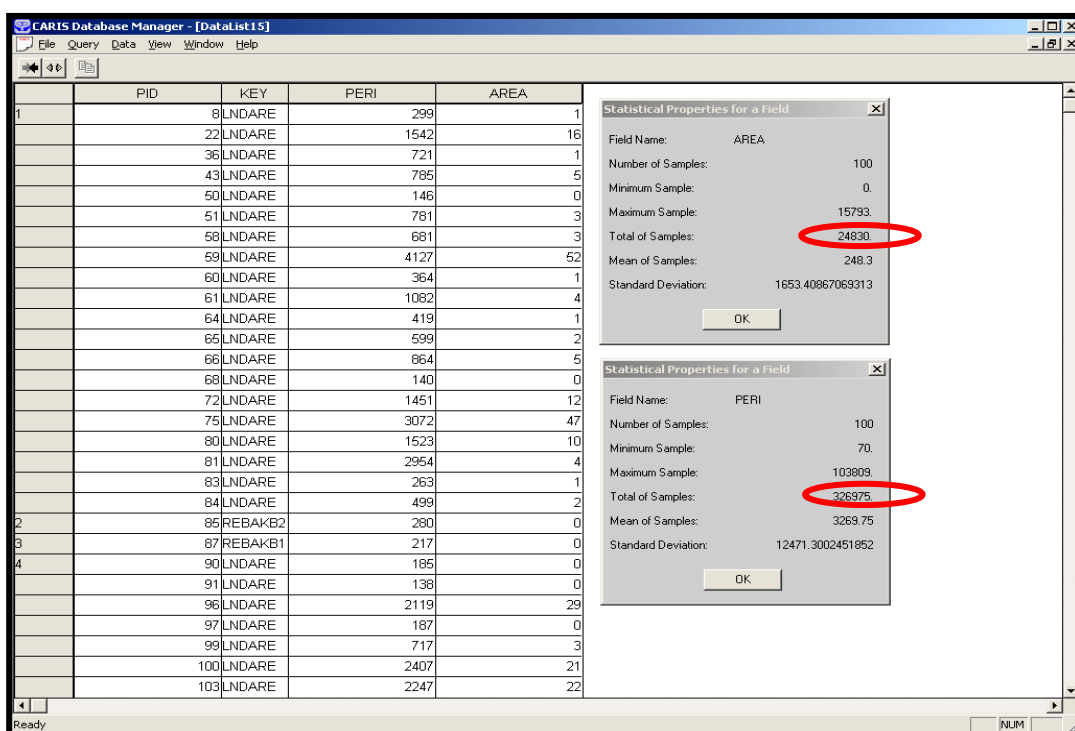 CARIS Database Manager - [DataList15]
File Query Data View Window Help
PID KEY PERI AREA
1 8 LNDARE 299 1
22 LNDARE 1542 16
36 LNDARE 721 1
43 LNDARE 785 5
50 LNDARE 146 0
51 LNDARE 781 3
58 LNDARE 681 3
59 LNDARE 4127 52
60 LNDARE 364 1
61 LNDARE 1082 4
64 LNDARE 419 1
65 LNDARE 599 2
66 LNDARE 864 5
68 LNDARE 140 0
72 LNDARE 1451 12
75 LNDARE 3072 47
80 LNDARE 1523 10
81 LNDARE 2954 4
83 LNDARE 263 1
84 LNDARE 499 2
2 85 REBAKB2 280 0
3 87 REBAKB1 217 0
4 90 LNDARE 185 0
91 LNDARE 138 0
96 LNDARE 2119 29
97 LNDARE 187 0
99 LNDARE 717 3
100 LNDARE 2407 21
103 LNDARE 2247 22
Statistical Properties for a Field
Field Name: AREA
Number of Samples: 100
Minimum Sample: 0.
Maximum Sample: 15793.
Total of Samples: 24830.
Mean of Samples: 248.3
Standard Deviation: 1653.40867069313
OK
Statistical Properties for a Field
Field Name: PERI
Number of Samples: 100
Minimum Sample: 70.
Maximum Sample: 103809.
Total of Samples: 326975.
Mean of Samples: 3269.75
Standard Deviation: 12471.3002451852
OK
Ready NUM